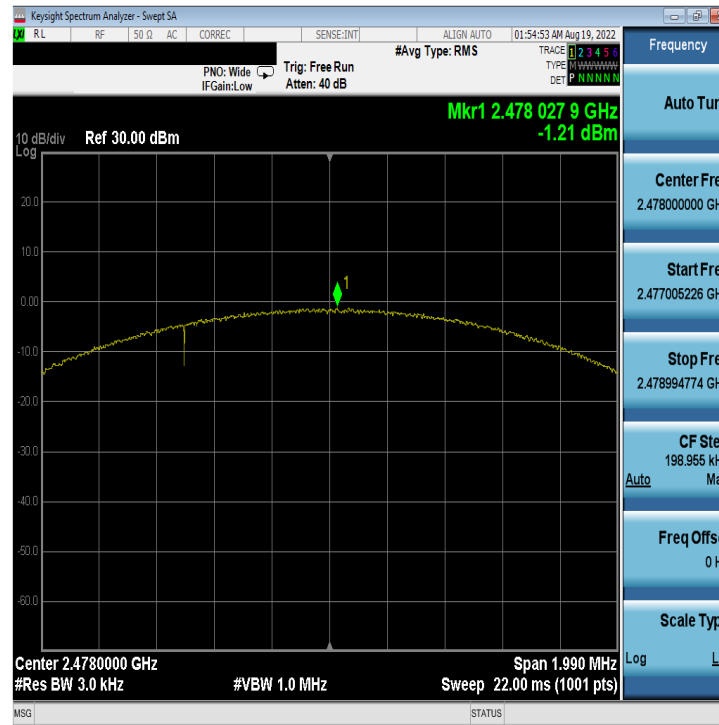 Keysight Spectrum Analyzer - Swept SA
LXI RL RF 50 Ω AC CORREC SENSE:INT ALIGN AUTO 01:54:53 AM Aug 19, 2022
PNO: Wide
IFGain:Low
Trig: Free Run
Atten: 40 dB
#Avg Type: RMS
TRACE 1 2 3 4 5 6
TYPE M W W W W W
DET P N N N N N
Mkr1 2.478 027 9 GHz
-1.21 dBm
10 dB/div Ref 30.00 dBm
Log
20.0
10.0
0.00
-10.0
-20.0
-30.0
-40.0
-50.0
-60.0
1
Center 2.4780000 GHz Span 1.990 MHz
#Res BW 3.0 kHz #VBW 1.0 MHz Sweep 22.00 ms (1001 pts)
MSG STATUS
Frequency
Auto Tun
Center Fre
2.478000000 GH
Start Fre
2.477005226 GH
Stop Fre
2.478994774 GH
CF Ste
198.955 kH
Auto Ma
Freq Offs
0 H
Scale Typ
Log L